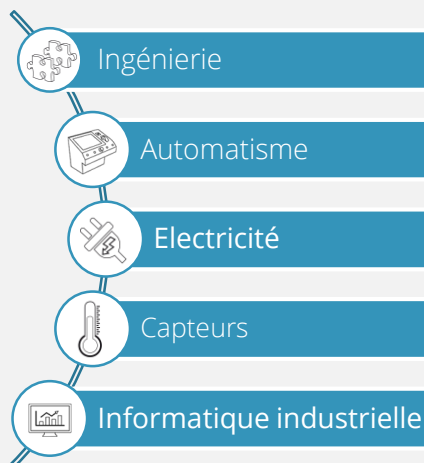 Ingénierie
Automatisme
Electricité
Capteurs
Informatique industrielle